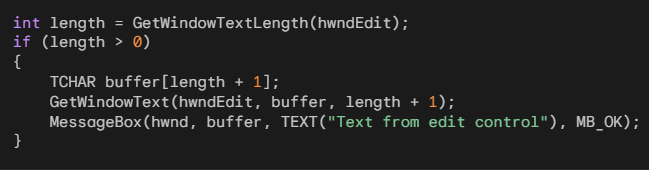 int length = GetWindowTextLength(hwndEdit);
if (length > 0)
{
    TCHAR buffer[length + 1];
    GetWindowText(hwndEdit, buffer, length + 1);
    MessageBox(hwnd, buffer, TEXT("Text from edit control"), MB_OK);
}